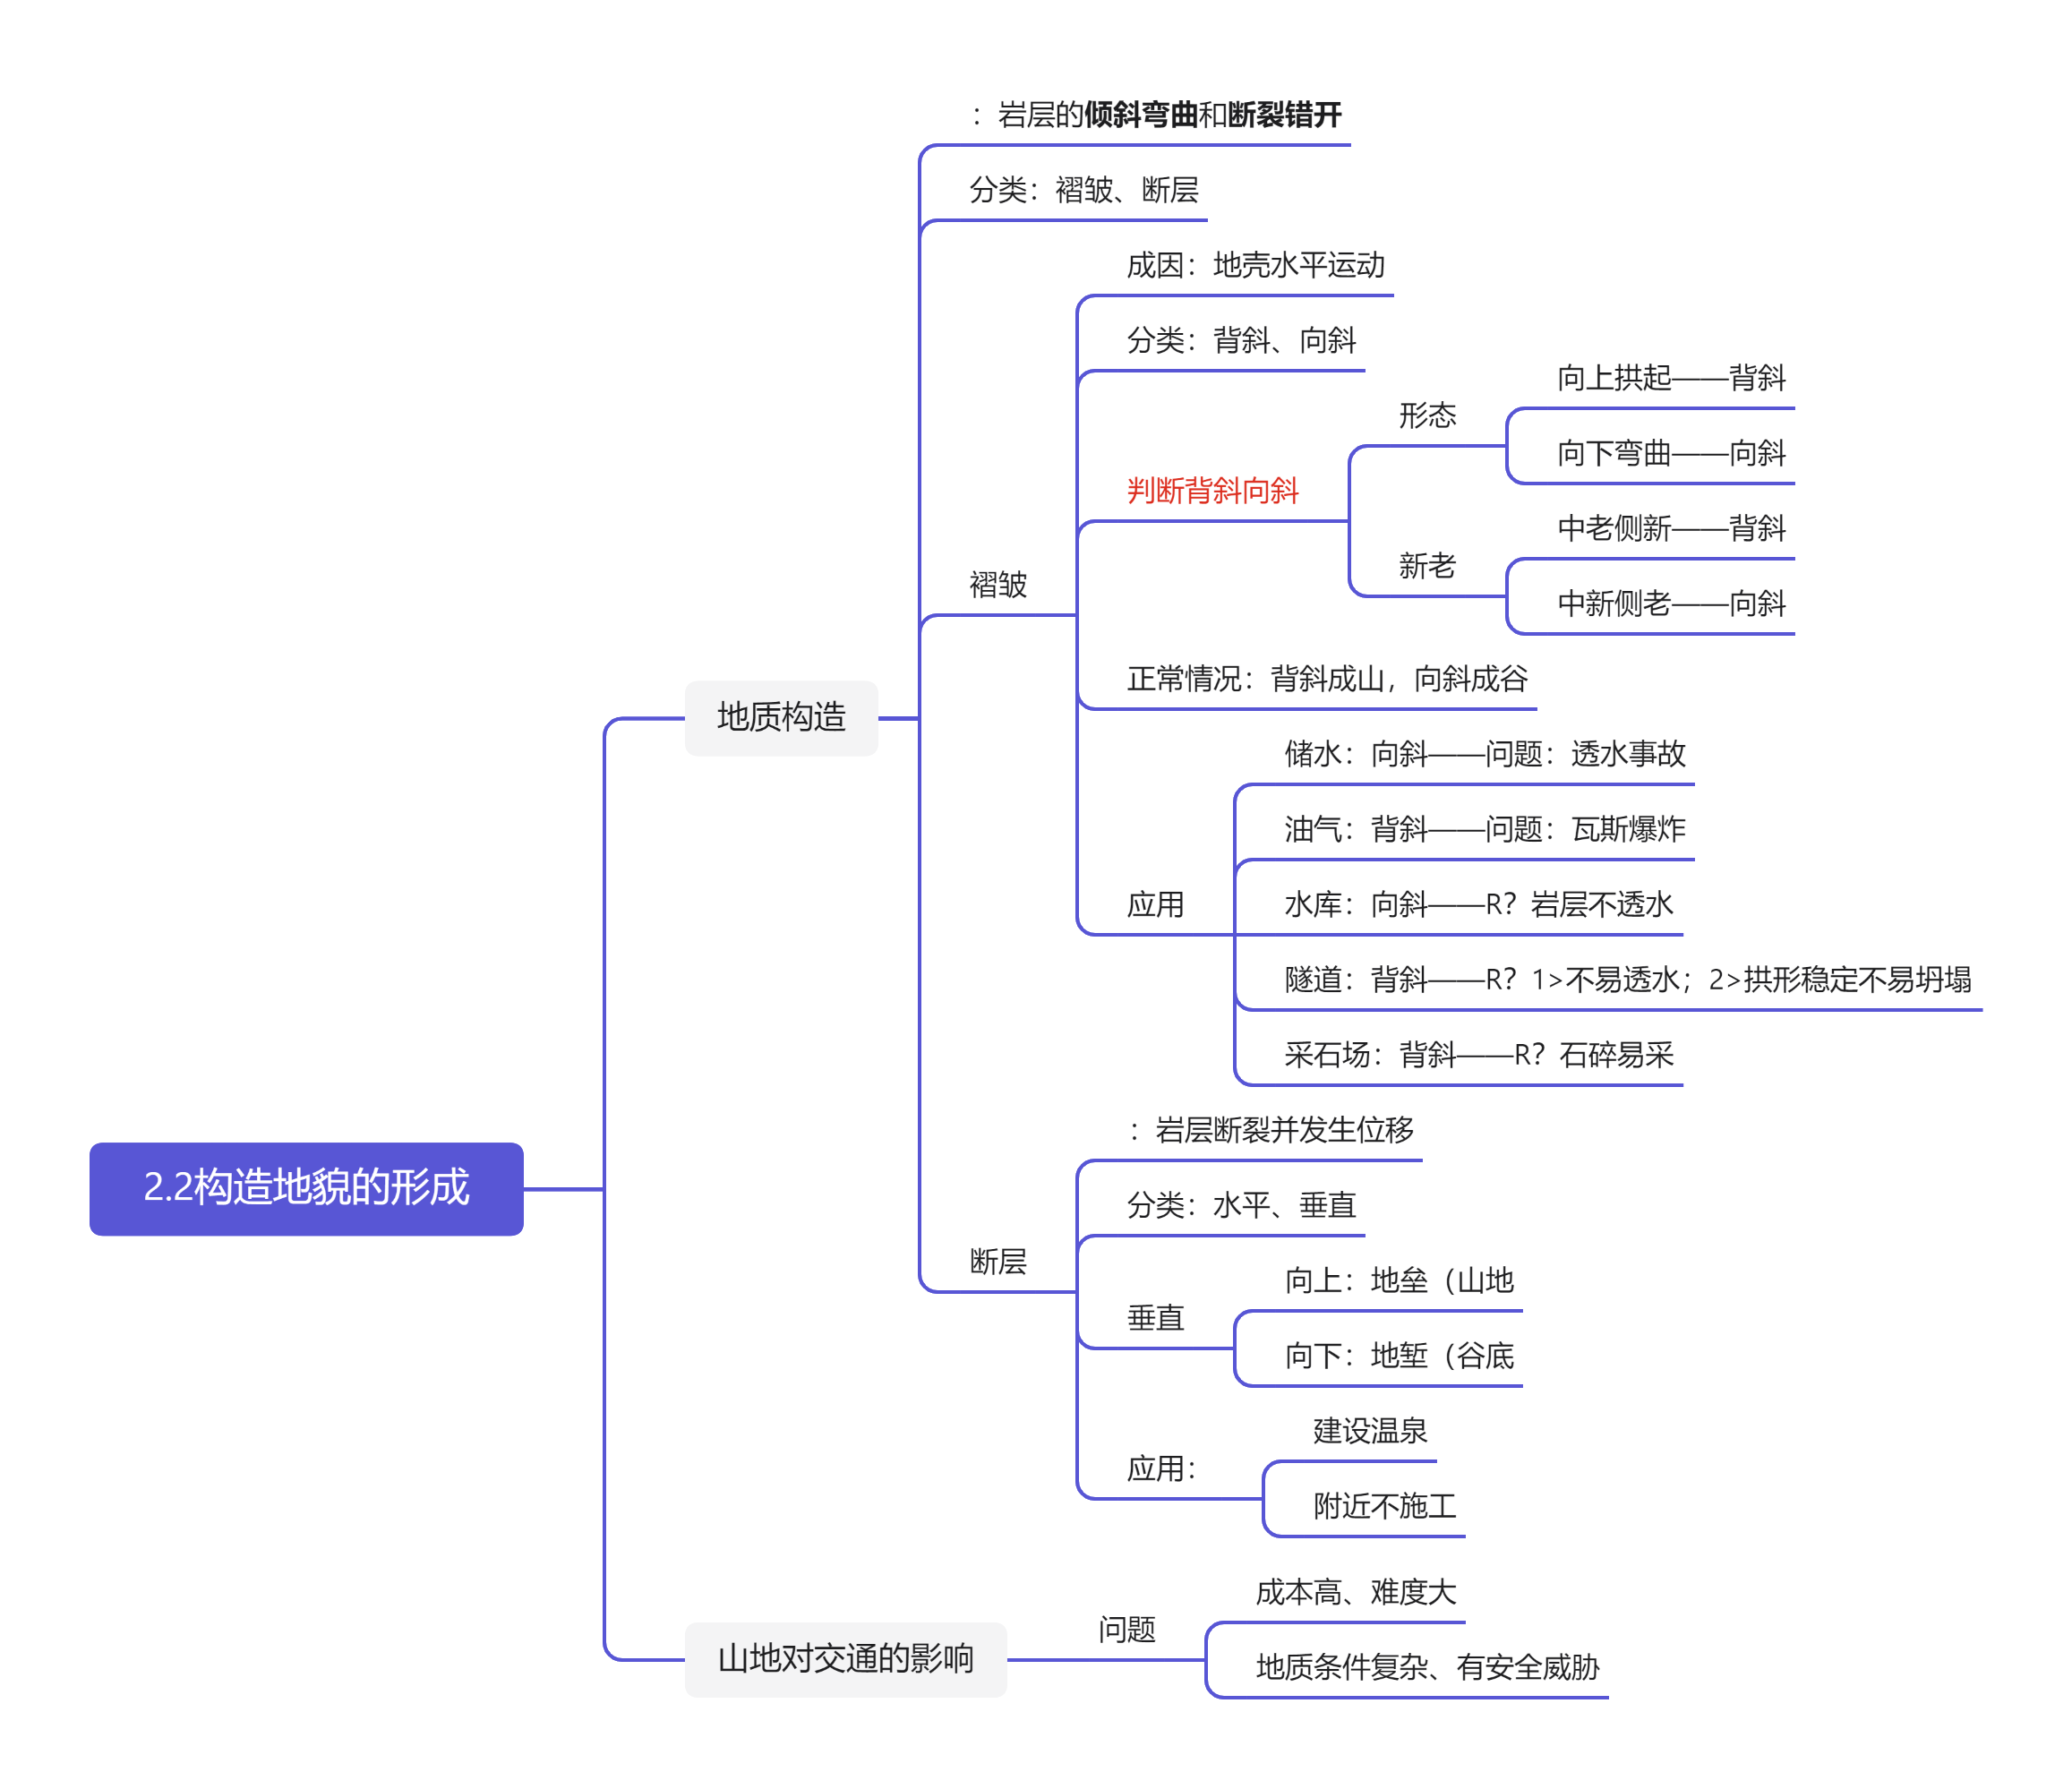 2.2构造地貌的形成
地质构造
：岩层的倾斜弯曲和断裂错开
分类：褶皱、断层
褶皱
成因：地壳水平运动
分类：背斜、向斜
判断背斜向斜
形态
向上拱起——背斜
向下弯曲——向斜
新老
中老侧新——背斜
中新侧老——向斜
正常情况：背斜成山，向斜成谷
应用
储水：向斜——问题：透水事故
油气：背斜——问题：瓦斯爆炸
水库：向斜——R？岩层不透水
隧道：背斜——R？1>不易透水；2>拱形稳定不易坍塌
采石场：背斜——R？石碎易采
断层
：岩层断裂并发生位移
分类：水平、垂直
垂直
向上：地垒（山地
向下：地堑（谷底
应用：
建设温泉
附近不施工
山地对交通的影响
问题
成本高、难度大
地质条件复杂、有安全威胁